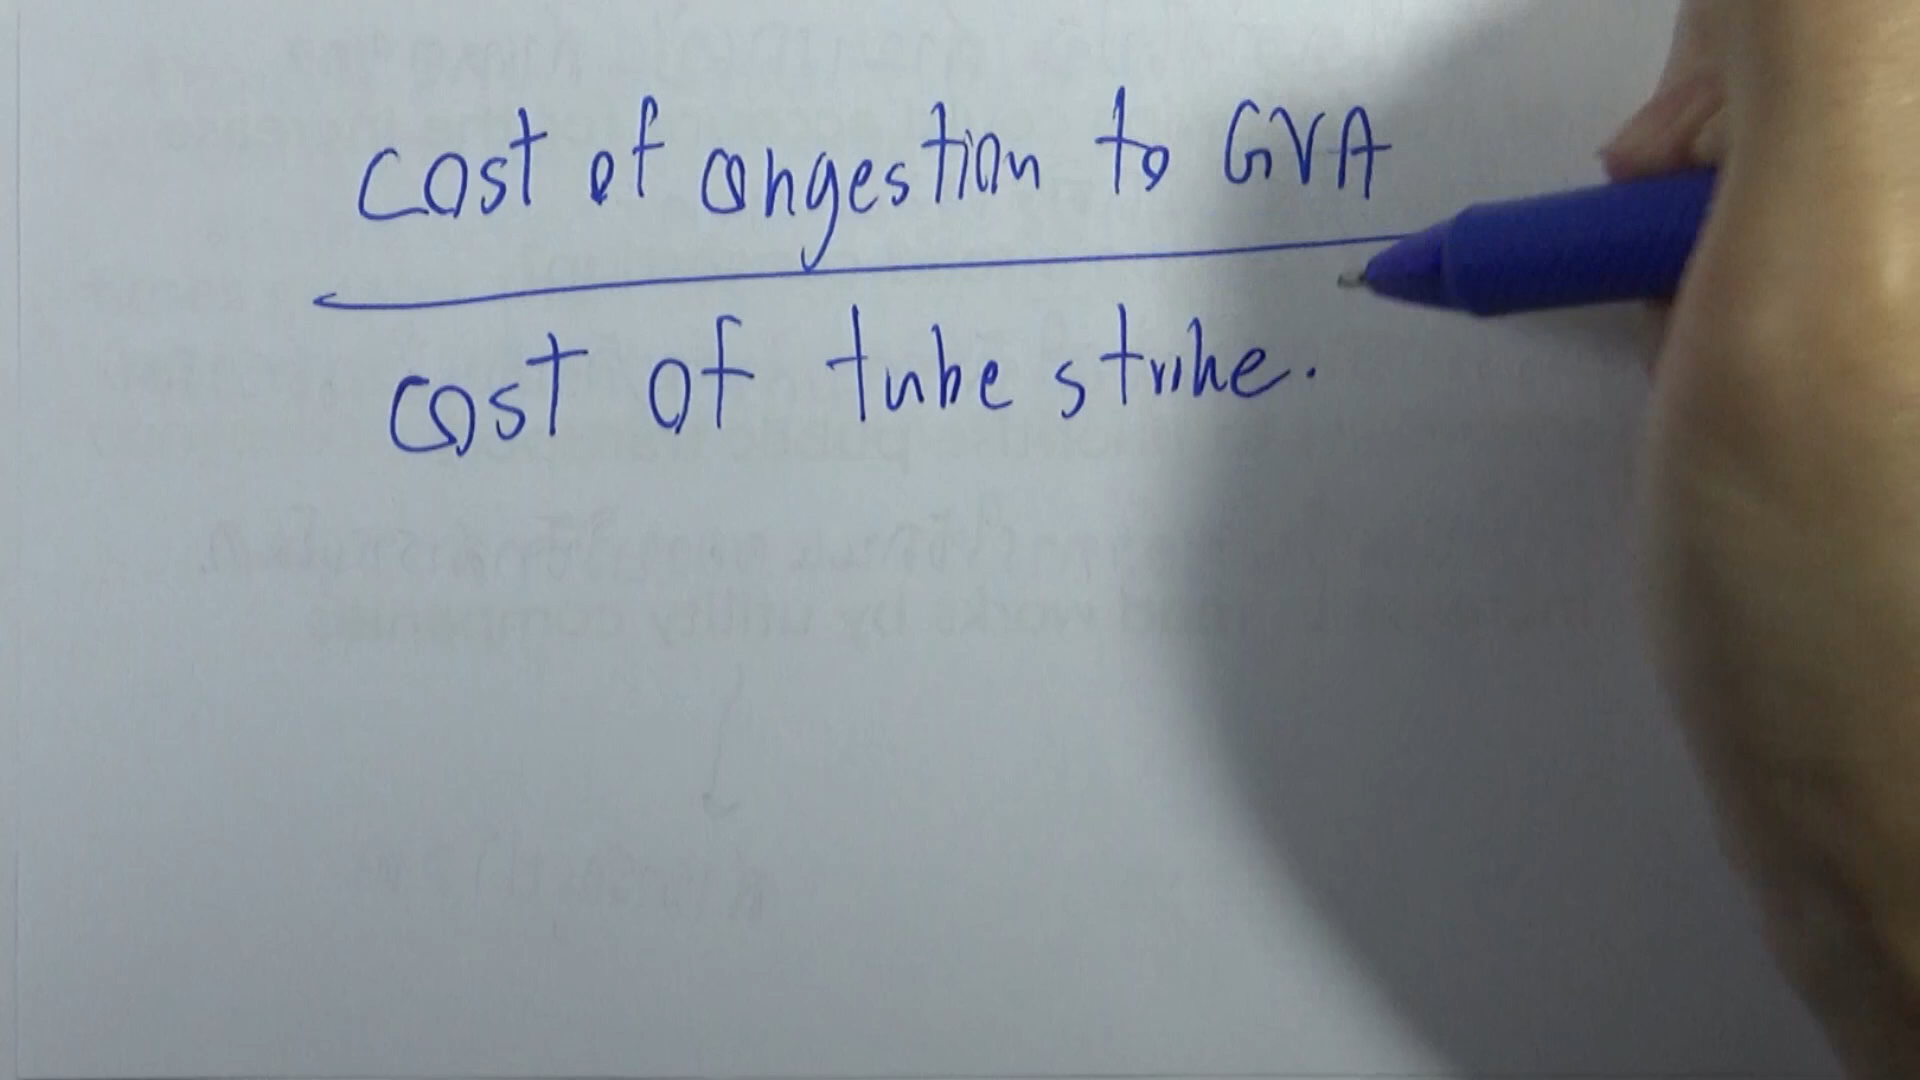 cost of congestion to GVA
cost of tube strike.